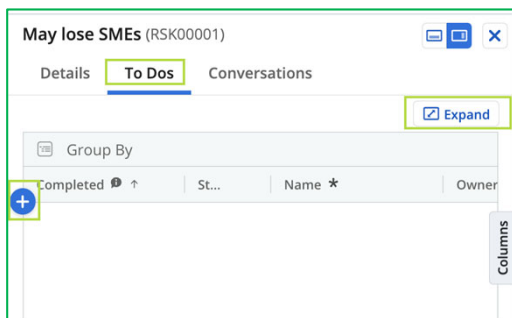 May lose SMEs (RSK00001)
Details To Dos Conversations
Expand
Group By
Completed ↑ St... Name * Owner
Columns